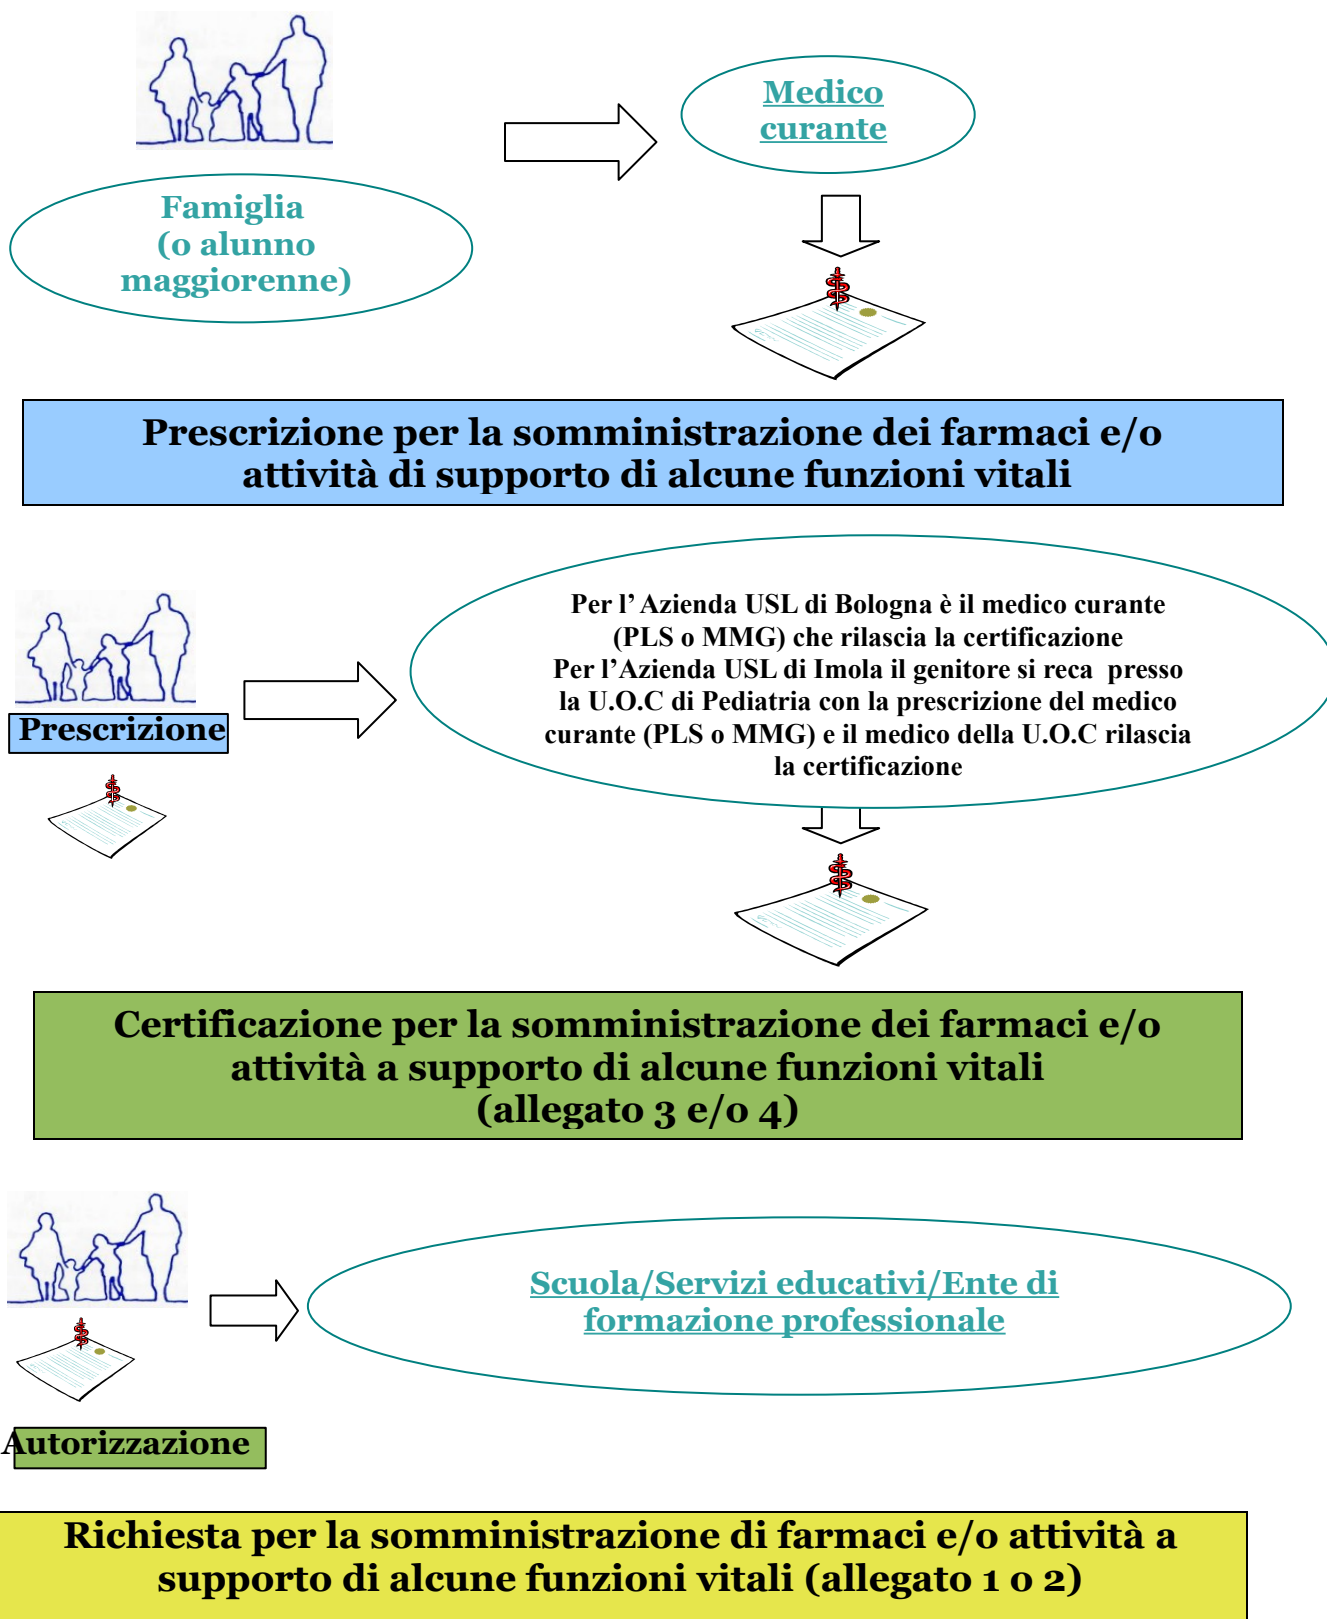 Medico
curante
Famiglia
(o alunno
maggiorenne)
Prescrizione per la somministrazione dei farmaci e/o
attività di supporto di alcune funzioni vitali
Per l' Azienda USL di Bologna è il medico curante
(PLS o MMG) che rilascia la certificazione
Per l'Azienda USL di Imola il genitore si reca presso
la U.O.C di Pediatria con la prescrizione del medico
curante (PLS o MMG) e il medico della U.O.C rilascia
la certificazione
Prescrizione
Certificazione per la somministrazione dei farmaci e/o
attività a supporto di alcune funzioni vitali
(allegato 3 e/o 4)
Scuola/Servizi educativi/Ente di
formazione professionale
Autorizzazione
Richiesta per la somministrazione di farmaci e/o attività a
supporto di alcune funzioni vitali (allegato 1 o 2)